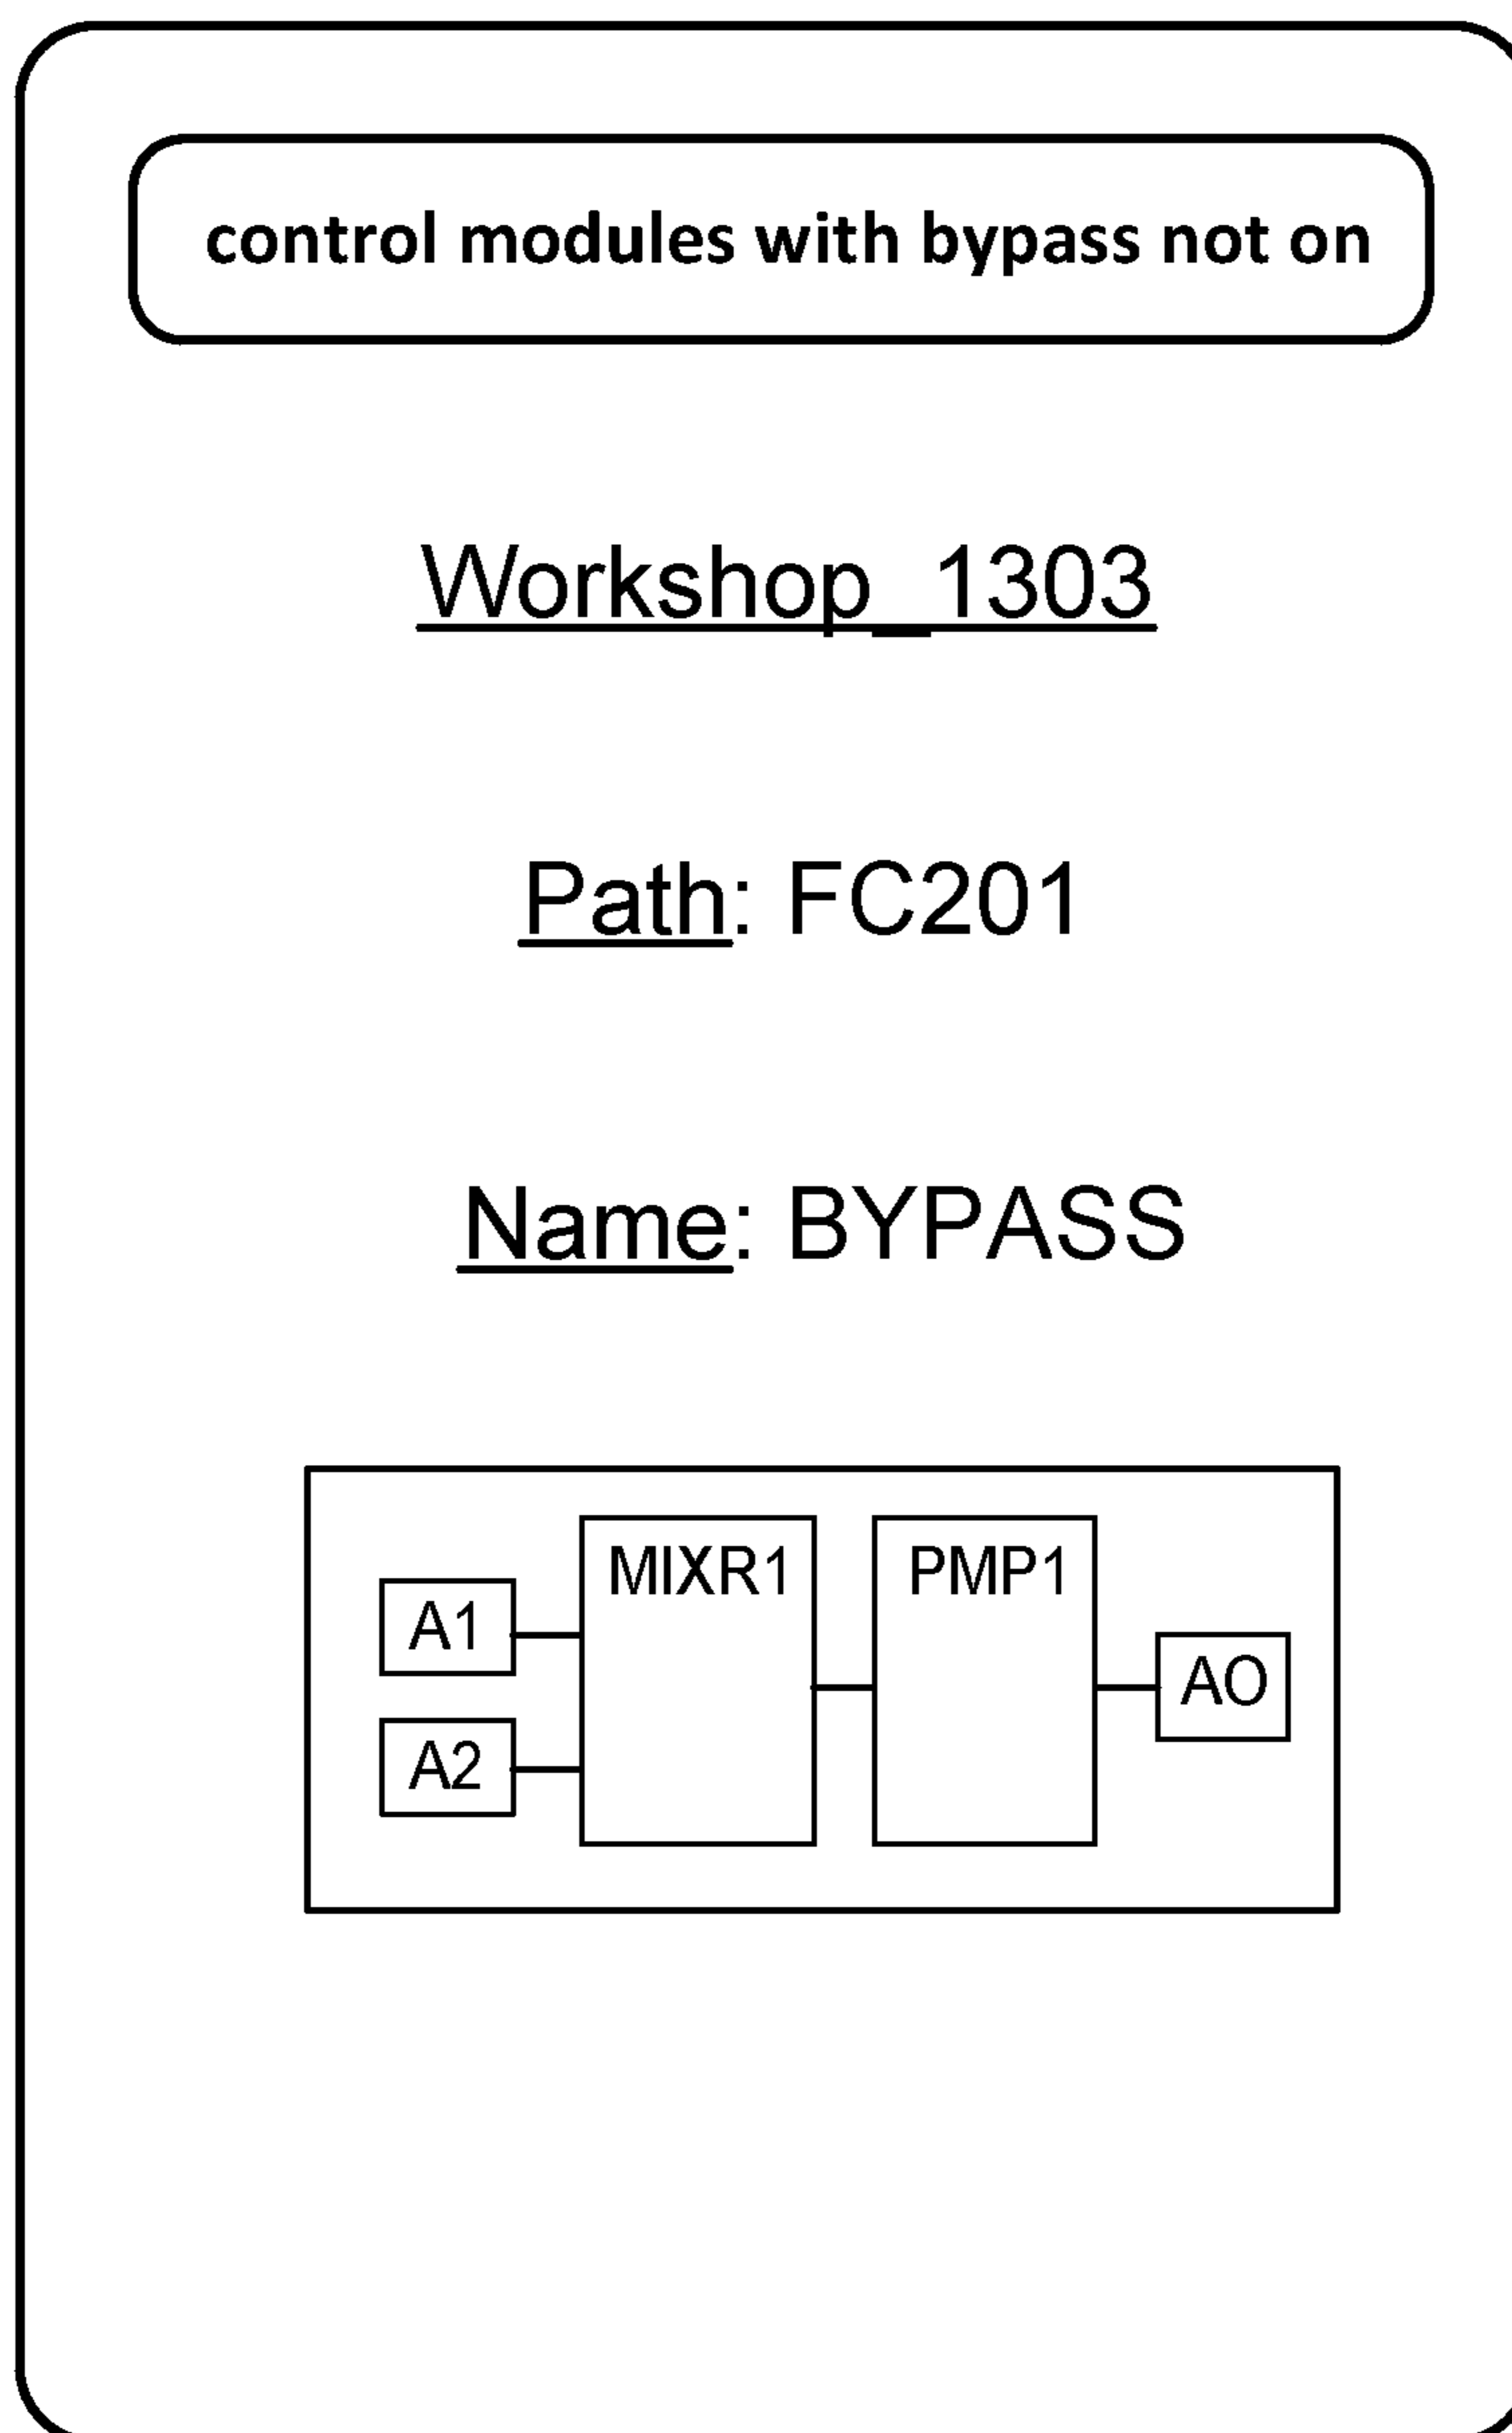 control modules with bypass not on
Workshop_1303
Path: FC201
Name: BYPASS
MIXR1
PMP1
A1
AO
A2